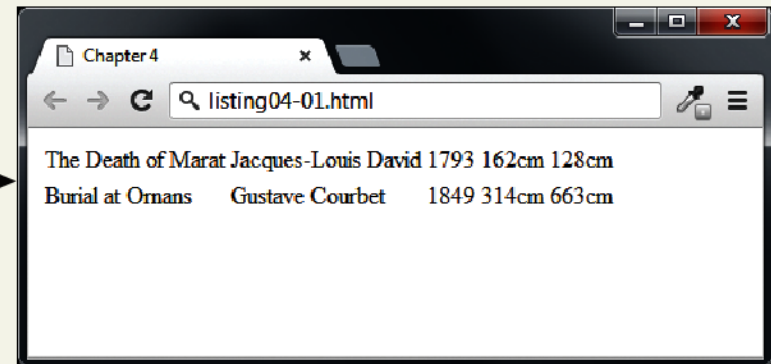 Chapter 4
listing04-01.html
The Death of Marat Jacques-Louis David 1793 162cm 128cm
Burial at Ornans Gustave Courbet 1849 314cm 663cm